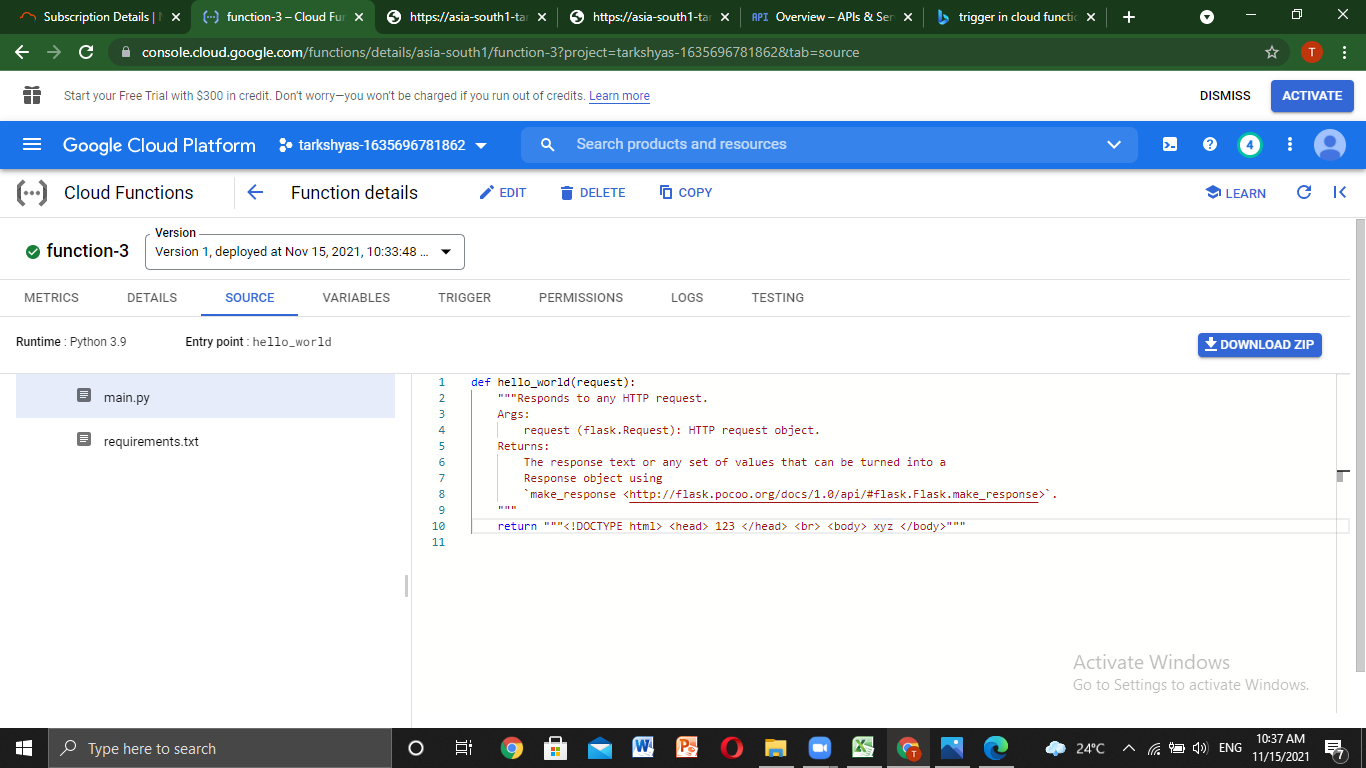 Subscription Details |
function-3 – Cloud Fun
https://asia-south1-tar
https://asia-south1-tar
API Overview – APIs & Ser
trigger in cloud functio
console.cloud.google.com/functions/details/asia-south1/function-3?project=tarkshyas-1635696781862&tab=source
T
Start your Free Trial with $300 in credit. Don't worry—you won't be charged if you run out of credits. Learn more
DISMISS
ACTIVATE
Google Cloud Platform
tarkshyas-1635696781862
Search products and resources
4
Cloud Functions
Function details
EDIT
DELETE
COPY
LEARN
function-3
Version
Version 1, deployed at Nov 15, 2021, 10:33:48 ...
METRICS
DETAILS
SOURCE
VARIABLES
TRIGGER
PERMISSIONS
LOGS
TESTING
Runtime : Python 3.9
Entry point : hello_world
DOWNLOAD ZIP
main.py
requirements.txt
1 def hello_world(request):
2 """Responds to any HTTP request.
3 Args:
4 request (flask.Request): HTTP request object.
5 Returns:
6 The response text or any set of values that can be turned into a
7 Response object using
8 `make_response <http://flask.pocoo.org/docs/1.0/api/#flask.Flask.make_response>`.
9 """
10 return """<!DOCTYPE html> <head> 123 </head> <br> <body> xyz </body>"""
11
Activate Windows
Go to Settings to activate Windows.
Type here to search
T
24°C
ENG
10:37 AM
11/15/2021
7